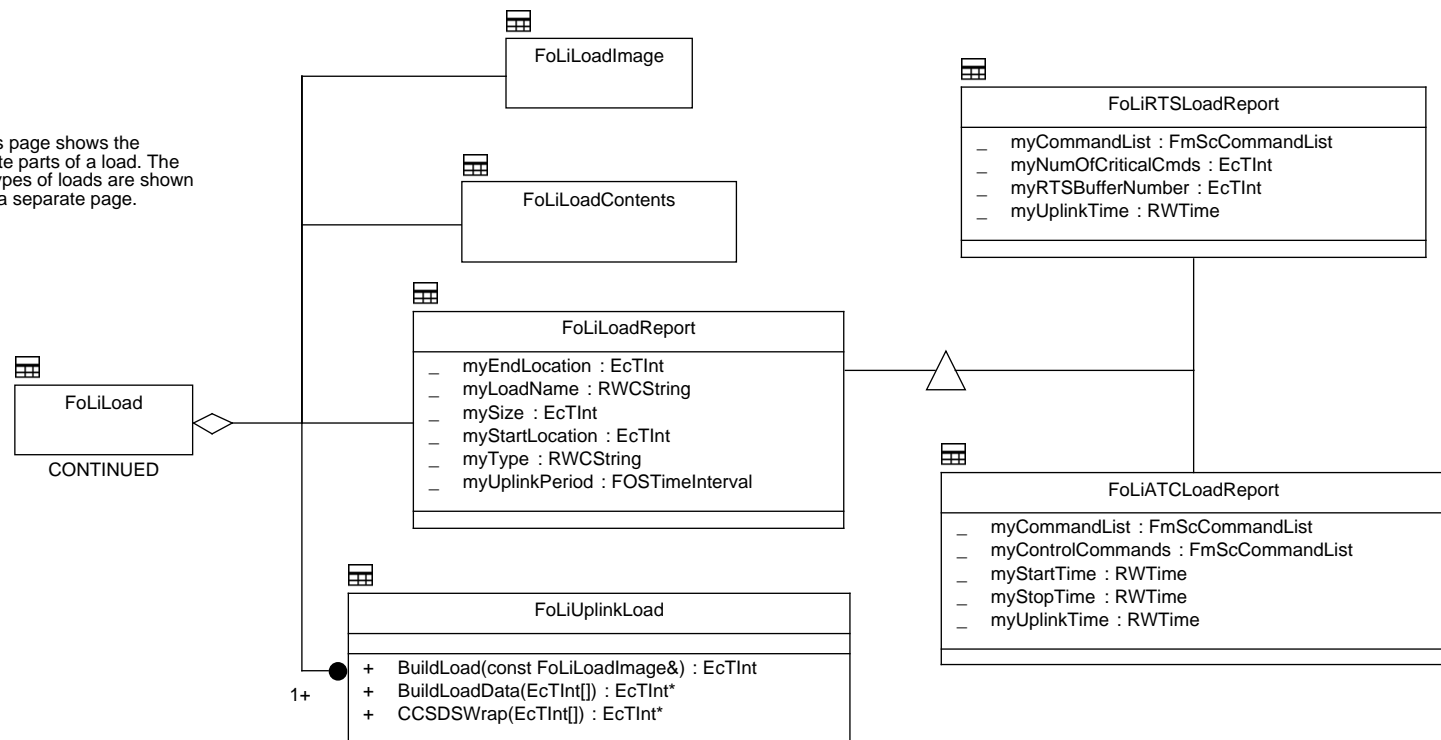 s page shows the
te parts of a load. The
ypes of loads are shown
a separate page.
FoLiLoadImage
FoLiLoadContents
FoLiLoad
CONTINUED
FoLiLoadReport
_ myEndLocation : EcTInt
_ myLoadName : RWCString
_ mySize : EcTInt
_ myStartLocation : EcTInt
_ myType : RWCString
_ myUplinkPeriod : FOSTimeInterval
1+
FoLiUplinkLoad
+ BuildLoad(const FoLiLoadImage&) : EcTInt
+ BuildLoadData(EcTInt[]) : EcTInt*
+ CCSDSWrap(EcTInt[]) : EcTInt*
FoLiRTSLoadReport
_ myCommandList : FmScCommandList
_ myNumOfCriticalCmds : EcTInt
_ myRTSBufferNumber : EcTInt
_ myUplinkTime : RWTime
FoLiATCLoadReport
_ myCommandList : FmScCommandList
_ myControlCommands : FmScCommandList
_ myStartTime : RWTime
_ myStopTime : RWTime
_ myUplinkTime : RWTime